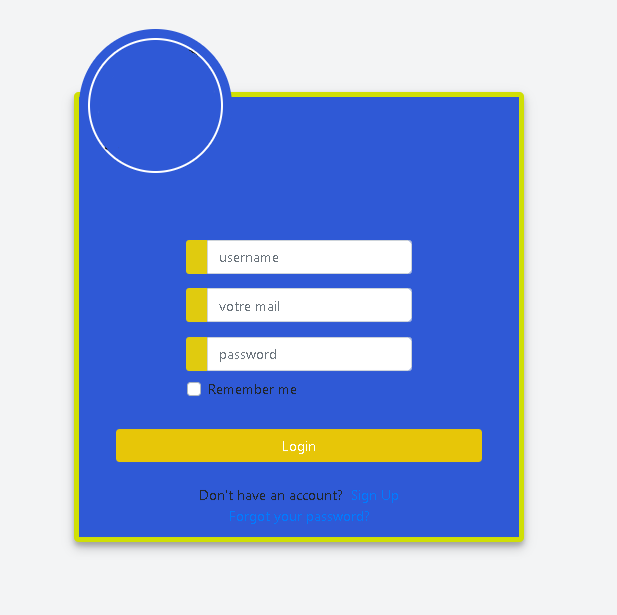 username
votre mail
password
Remember me
Login
Don't have an account? Sign Up
Forgot your password?